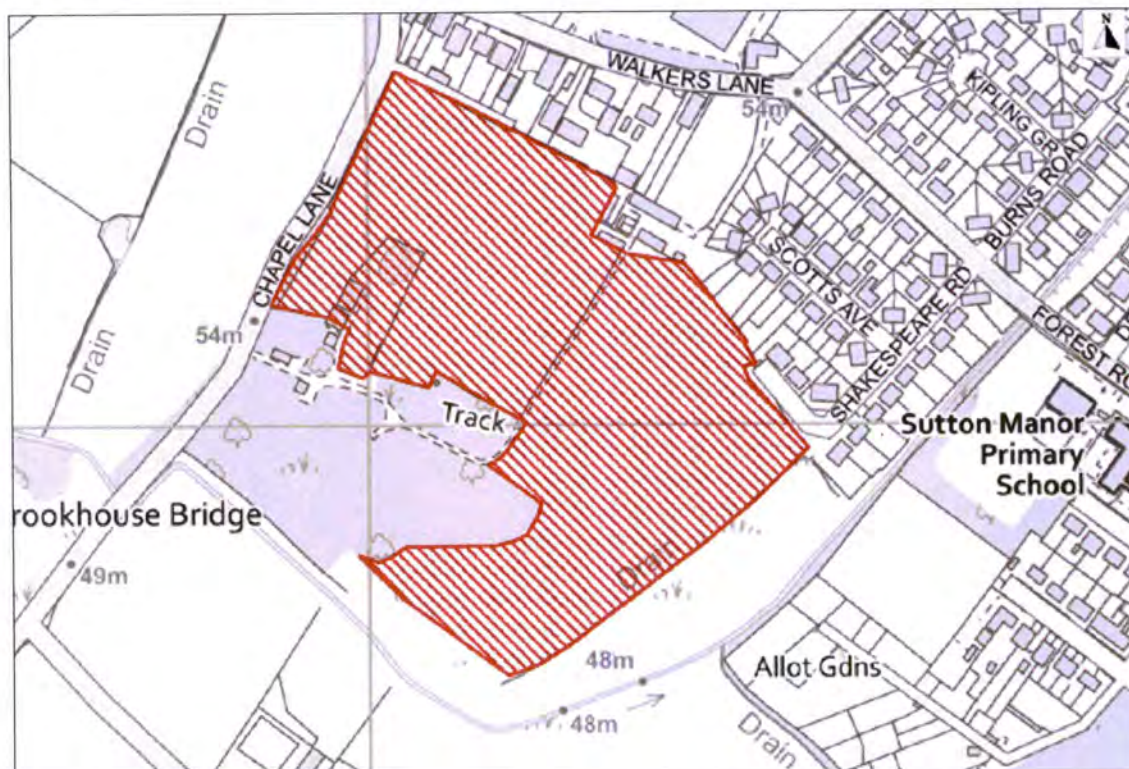 N
WALKERS LANE
54m
KIPLING GR
BURNS ROAD
Drain
CHAPEL LANE
SCOTTS AVE
SHAKESPEARE RD
FOREST RO
54m
Drain
Track
Sutton Manor
Primary
School
rookhouse Bridge
49m
Drain
48m
48m
Allot Gdns
Drain